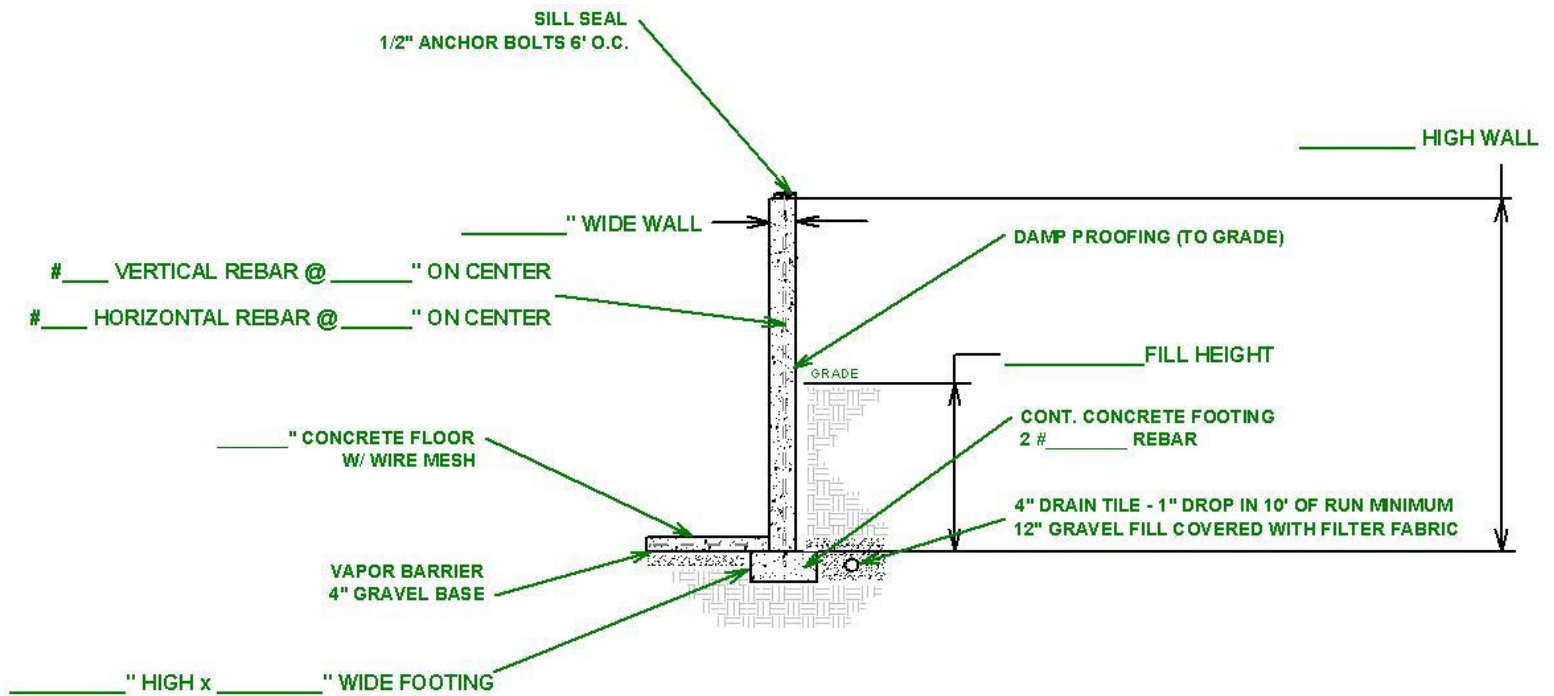 SILL SEAL
1/2" ANCHOR BOLTS 6' O.C.
________ HIGH WALL
________" WIDE WALL
DAMP PROOFING (TO GRADE)
#____ VERTICAL REBAR @ _______" ON CENTER
#____ HORIZONTAL REBAR @ ______" ON CENTER
____________FILL HEIGHT
GRADE
CONT. CONCRETE FOOTING
2 #________ REBAR
_______" CONCRETE FLOOR
W/ WIRE MESH
4" DRAIN TILE - 1" DROP IN 10' OF RUN MINIMUM
12" GRAVEL FILL COVERED WITH FILTER FABRIC
VAPOR BARRIER
4" GRAVEL BASE
__________" HIGH x _________" WIDE FOOTING